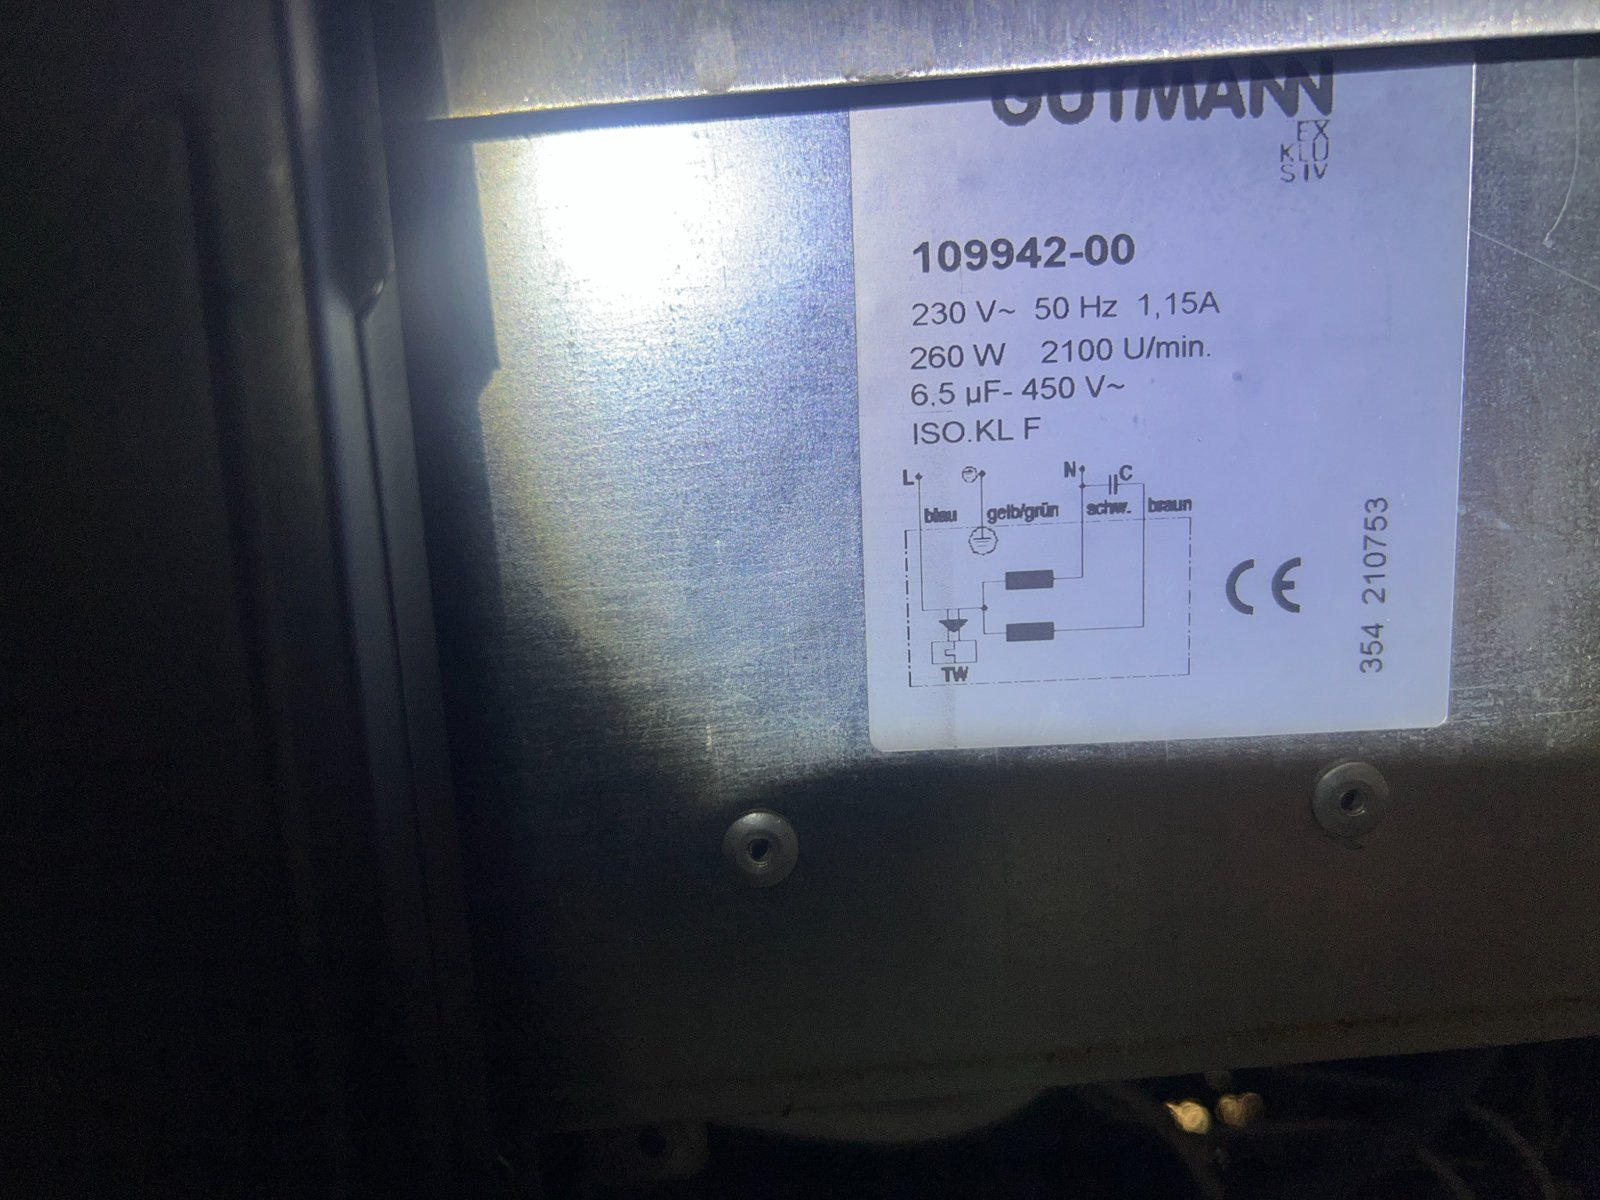 GUTMANN
EX
KLU
SIV
109942-00
230 V~ 50 Hz 1,15A
260 W 2100 U/min.
6.5 µF- 450 V~
ISO.KL F
L N C
blau gelb/grün schw. braun
TW
CE
354 210753